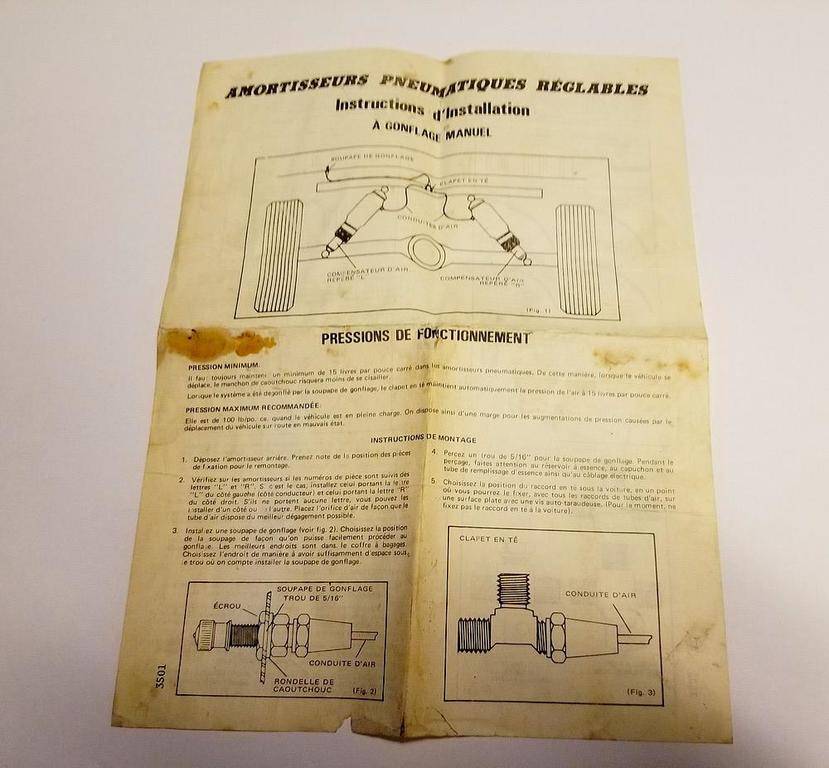 AMORTISSEURS PNEUMATIQUES RÉGLABLES
Instructions d'Installation
À GONFLAGE MANUEL
SOUPAPE DE GONFLAGE
CLAPET EN TÉ
CONDUITES D'AIR
COMPENSATEUR D'AIR
REPÉRÉ "L"
COMPENSATEUR D'AIR
REPÉRÉ "R"
(Fig. 1)
PRESSIONS DE FONCTIONNEMENT
PRESSION MINIMUM:
Il faut toujours maintenir un minimum de 15 livres par pouce carré dans les amortisseurs pneumatiques. De cette manière, lorsque le véhicule se
déplace, le manchon de caoutchouc risquera moins de se cisailler.
Lorsque le système a été dégonflé par la soupape de gonflage, le clapet en té maintient automatiquement la pression de l'air à 15 livres par pouce carré.
PRESSION MAXIMUM RECOMMANDÉE:
Elle est de 100 lb/po. ce. quand le véhicule est en pleine charge. On dispose ainsi d'une marge pour les augmentations de pression causées par le
déplacement du véhicule sur route en mauvais état.
INSTRUCTIONS DE MONTAGE
1. Déposez l'amortisseur arrière. Prenez note de la position des pièces
de fixation pour le remontage.
2. Vérifiez sur les amortisseurs si les numéros de pièce sont suivis des
lettres "L" et "R". Si c'est le cas, installez celui portant la lettre
"L" du côté gauche (côté conducteur) et celui portant la lettre "R"
du côté droit. S'ils ne portent aucune lettre, vous pouvez les
installer d'un côté ou l'autre. Placez l'orifice d'air de façon que le
tube d'air dispose du meilleur dégagement possible.
3. Installez une soupape de gonflage (voir fig. 2). Choisissez la position
de la soupape de façon qu'on puisse facilement procéder au
gonflage. Les meilleurs endroits sont dans le coffre à bagages.
Choisissez l'endroit de manière à avoir suffisamment d'espace sous
le trou où on compte installer la soupape de gonflage.
4. Percez un trou de 5/16" pour la soupape de gonflage. Pendant le
perçage, faites attention au réservoir à essence, au capuchon et au
tube de remplissage d'essence ainsi qu'au câblage électrique.
5. Choisissez la position du raccord en té sous la voiture, en un point
où vous pourrez le fixer, avec tous les raccords de tubes d'air, sur
une surface plate avec une vis auto-taraudeuse. (Pour le moment, ne
fixez pas le raccord en té à la voiture).
SOUPAPE DE GONFLAGE
TROU DE 5/16"
ÉCROU
CONDUITE D'AIR
RONDELLE DE
CAOUTCHOUC
(Fig. 2)
CLAPET EN TÉ
CONDUITE D'AIR
(Fig. 3)
3501